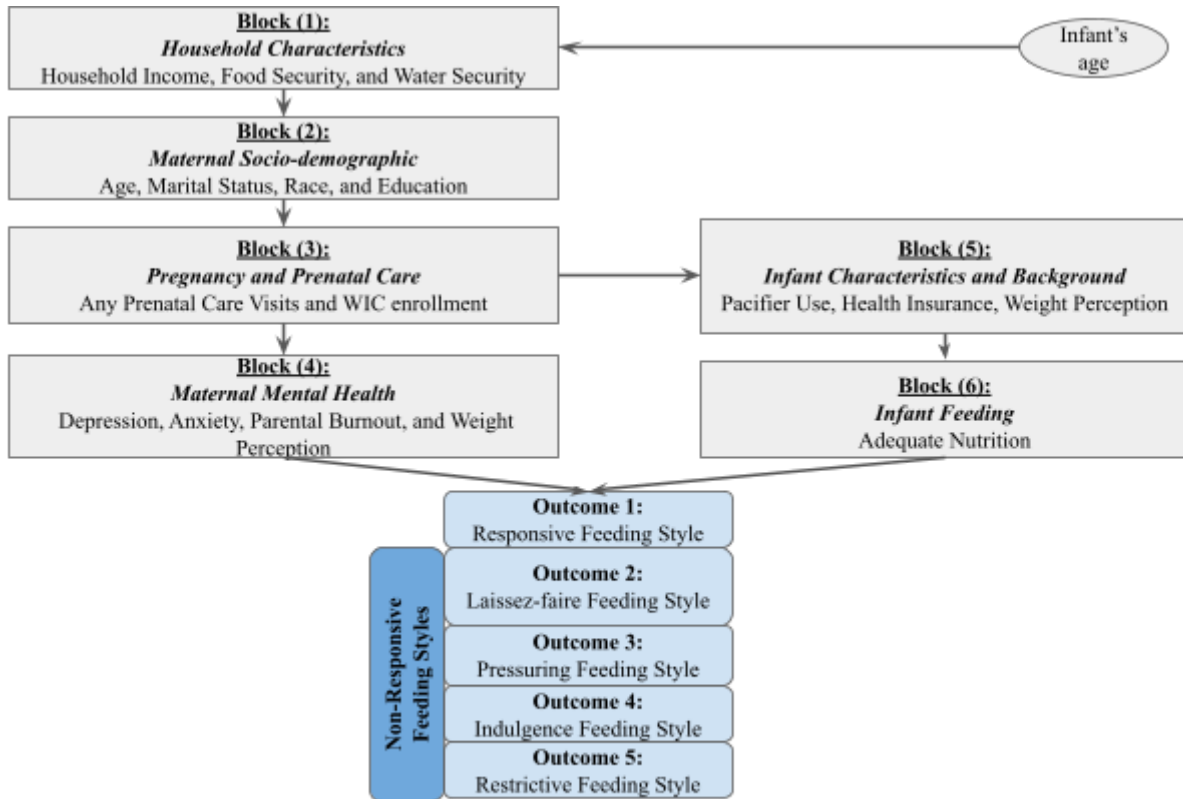 Block (1):
Household Characteristics
Household Income, Food Security, and Water Security
Infant's
age
Block (2):
Maternal Socio-demographic
Age, Marital Status, Race, and Education
Block (3):
Pregnancy and Prenatal Care
Any Prenatal Care Visits and WIC enrollment
Block (5):
Infant Characteristics and Background
Pacifier Use, Health Insurance, Weight Perception
Block (4):
Maternal Mental Health
Depression, Anxiety, Parental Burnout, and Weight
Perception
Block (6):
Infant Feeding
Adequate Nutrition
Outcome 1:
Responsive Feeding Style
Non-Responsive
Feeding Styles
Outcome 2:
Laissez-faire Feeding Style
Outcome 3:
Pressuring Feeding Style
Outcome 4:
Indulgence Feeding Style
Outcome 5:
Restrictive Feeding Style